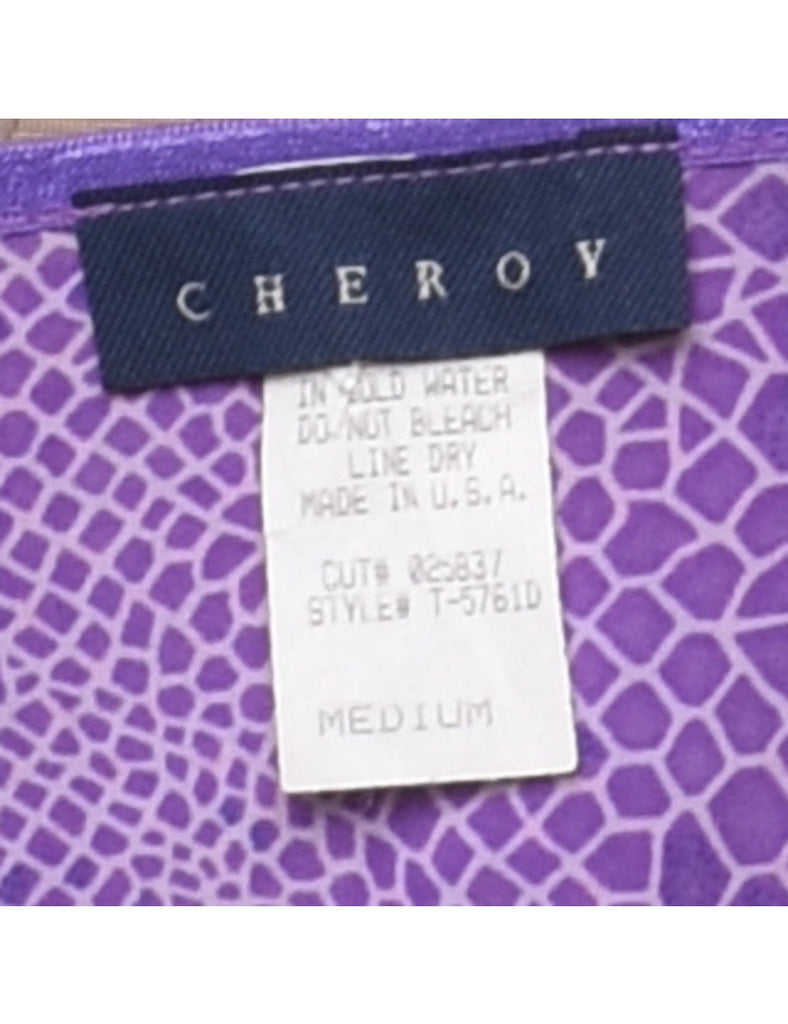 CHEROY
IN COLD WATER
DO NOT BLEACH
LINE DRY
MADE IN U.S.A.
CUT# 025837
STYLE# T-5761D
MEDIUM